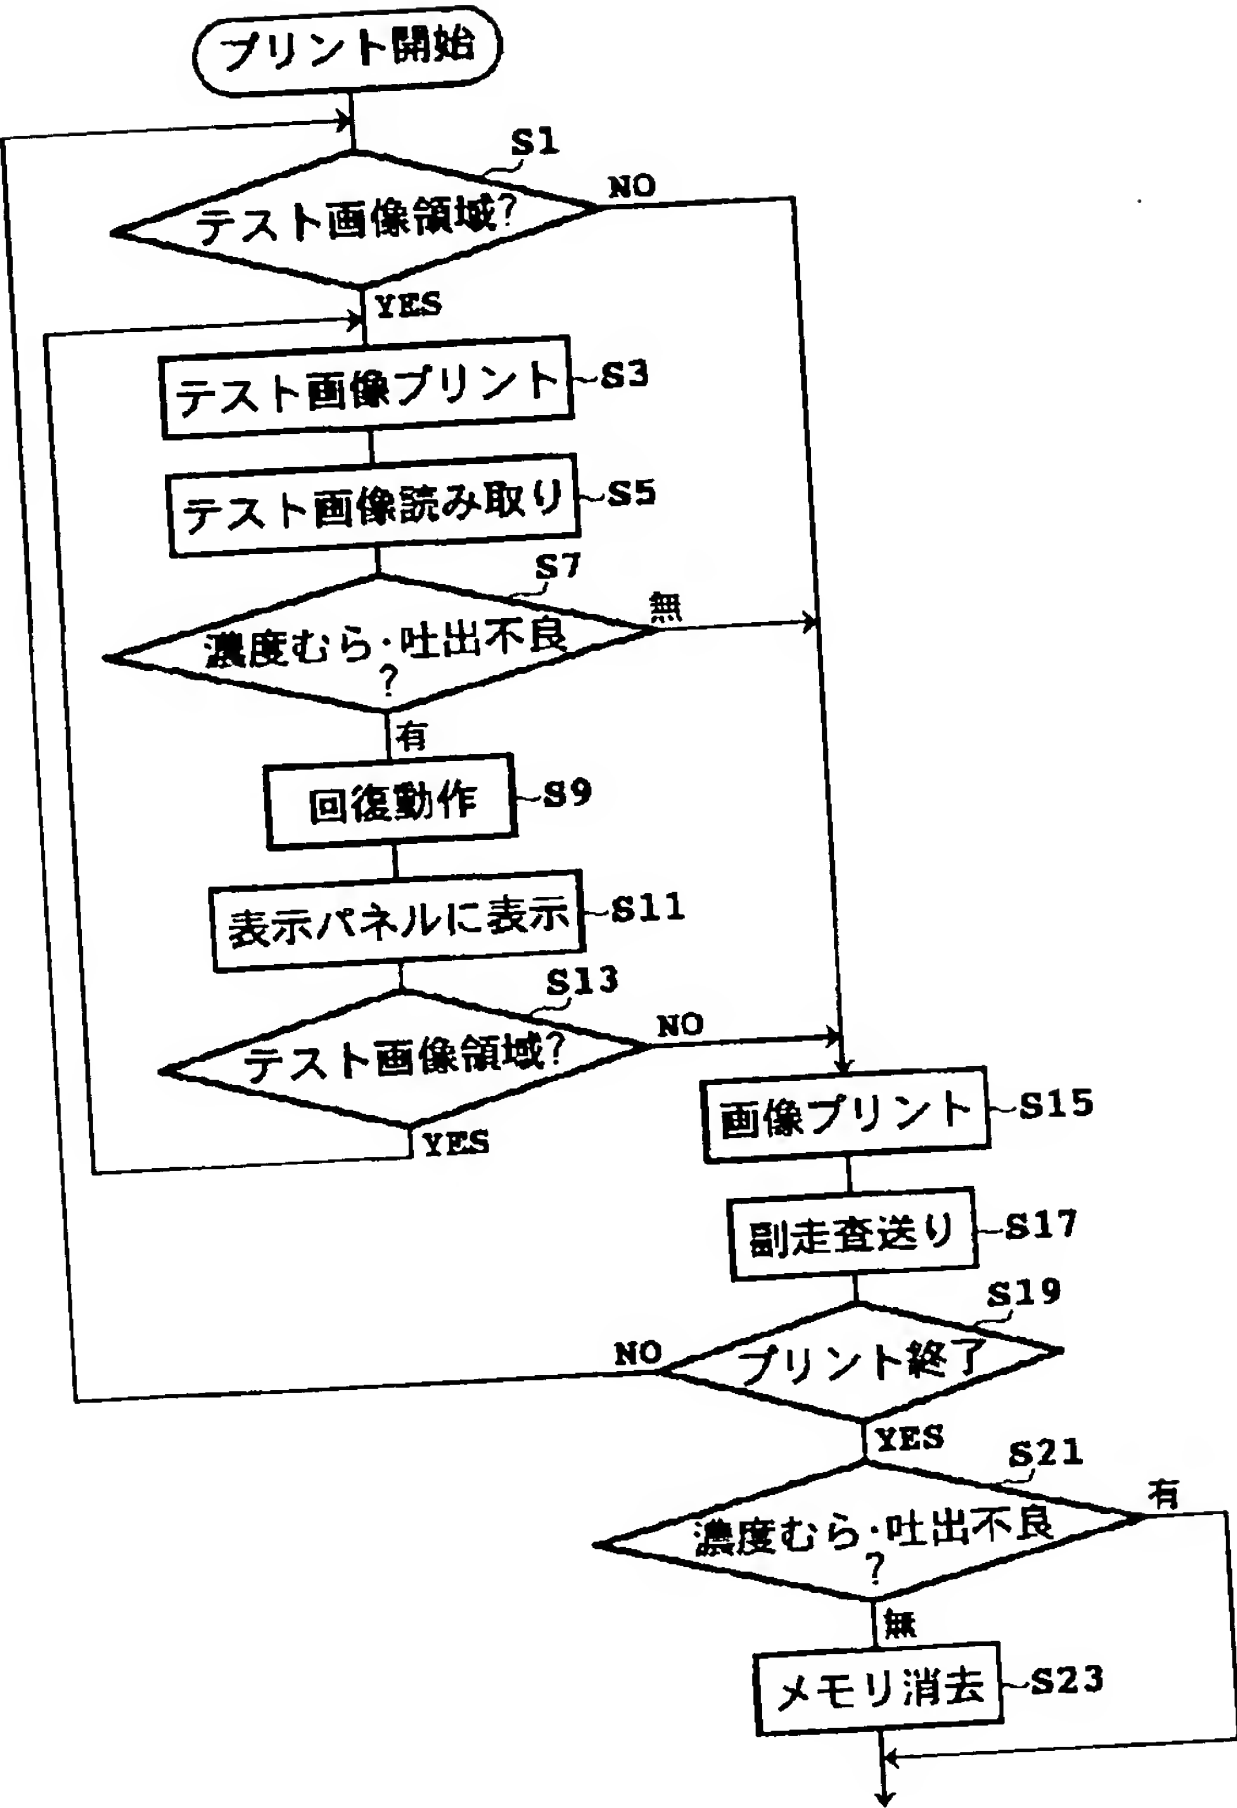 プリント開始
S1
テスト画像領域?
NO
YES
テスト画像プリント
S3
テスト画像読み取り
S5
S7
濃度むら・吐出不良
?
無
有
回復動作
S9
表示パネルに表示
S11
S13
テスト画像領域?
NO
YES
画像プリント
S15
副走査送り
S17
S19
プリント終了
NO
YES
S21
濃度むら・吐出不良
?
有
無
メモリ消去
S23